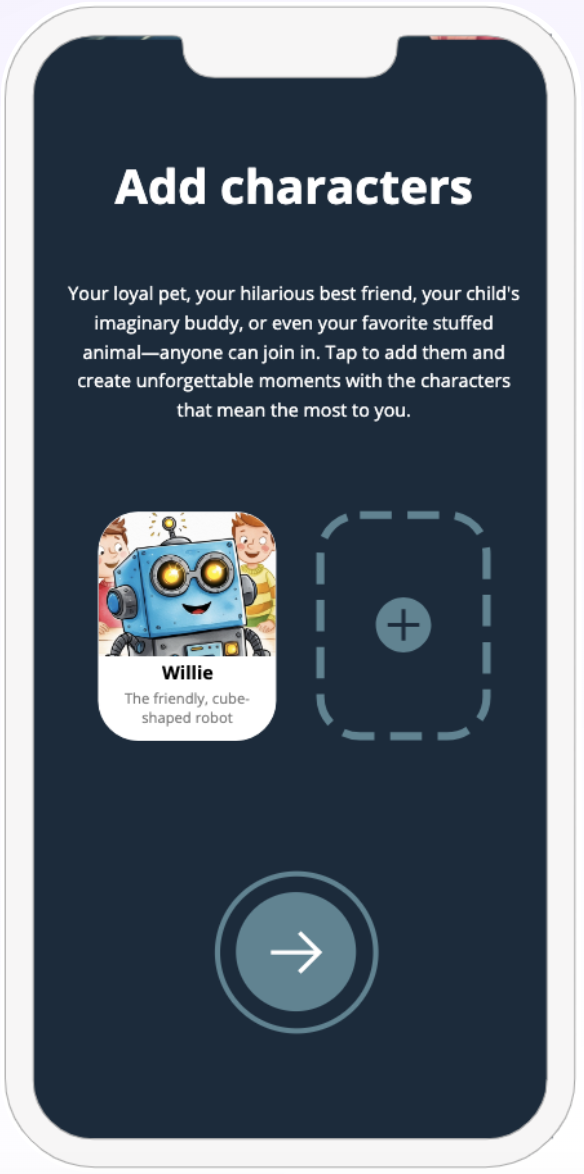 Add characters
Your loyal pet, your hilarious best friend, your child's
imaginary buddy, or even your favorite stuffed
animal—anyone can join in. Tap to add them and
create unforgettable moments with the characters
that mean the most to you.
Willie
The friendly, cube-
shaped robot